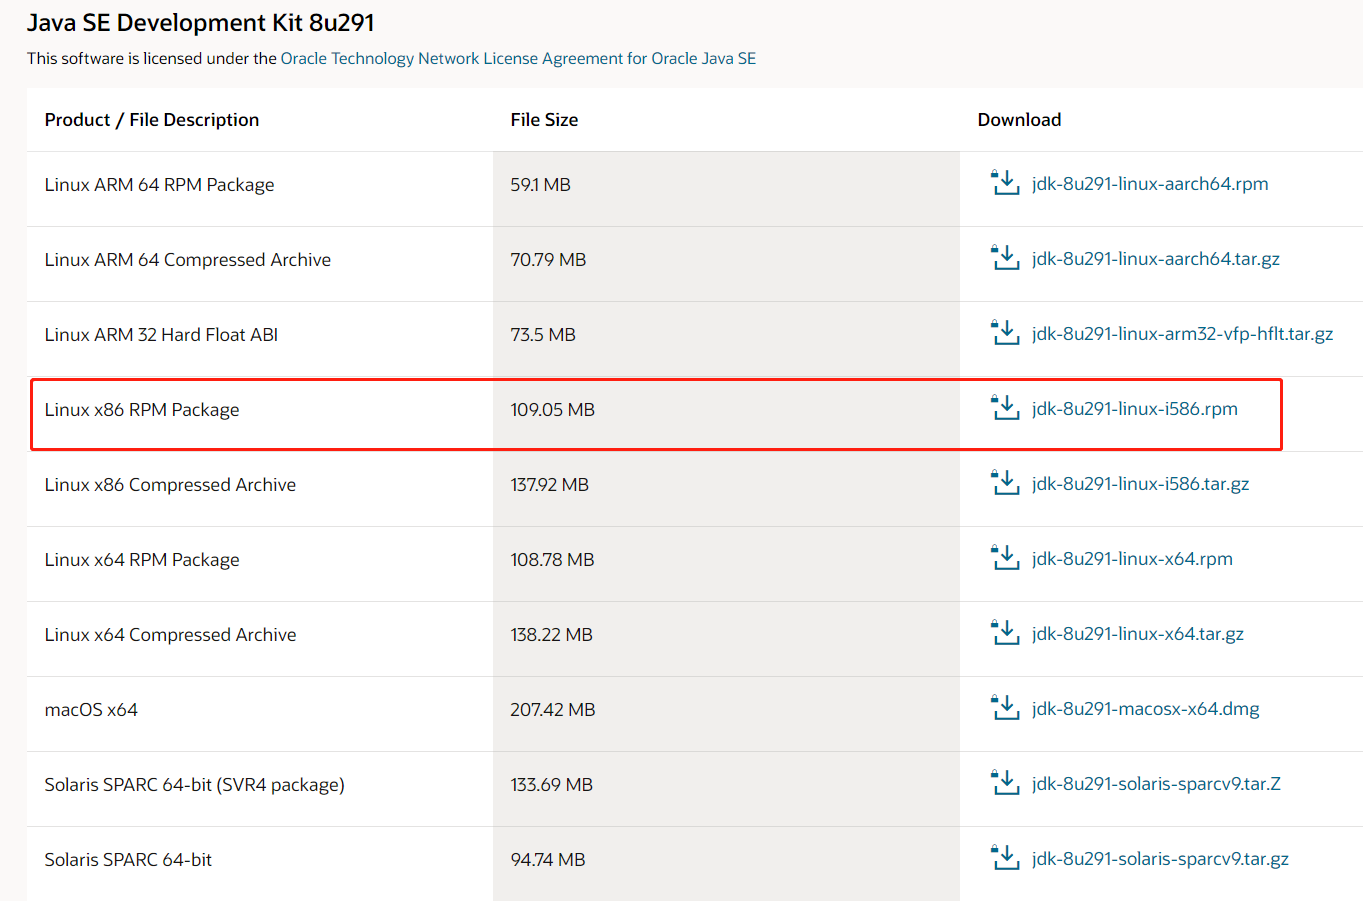 Java SE Development Kit 8u291
This software is licensed under the Oracle Technology Network License Agreement for Oracle Java SE
Product / File Description File Size Download
Linux ARM 64 RPM Package 59.1 MB jdk-8u291-linux-aarch64.rpm
Linux ARM 64 Compressed Archive 70.79 MB jdk-8u291-linux-aarch64.tar.gz
Linux ARM 32 Hard Float ABI 73.5 MB jdk-8u291-linux-arm32-vfp-hflt.tar.gz
Linux x86 RPM Package 109.05 MB jdk-8u291-linux-i586.rpm
Linux x86 Compressed Archive 137.92 MB jdk-8u291-linux-i586.tar.gz
Linux x64 RPM Package 108.78 MB jdk-8u291-linux-x64.rpm
Linux x64 Compressed Archive 138.22 MB jdk-8u291-linux-x64.tar.gz
macOS x64 207.42 MB jdk-8u291-macosx-x64.dmg
Solaris SPARC 64-bit (SVR4 package) 133.69 MB jdk-8u291-solaris-sparcv9.tar.Z
Solaris SPARC 64-bit 94.74 MB jdk-8u291-solaris-sparcv9.tar.gz